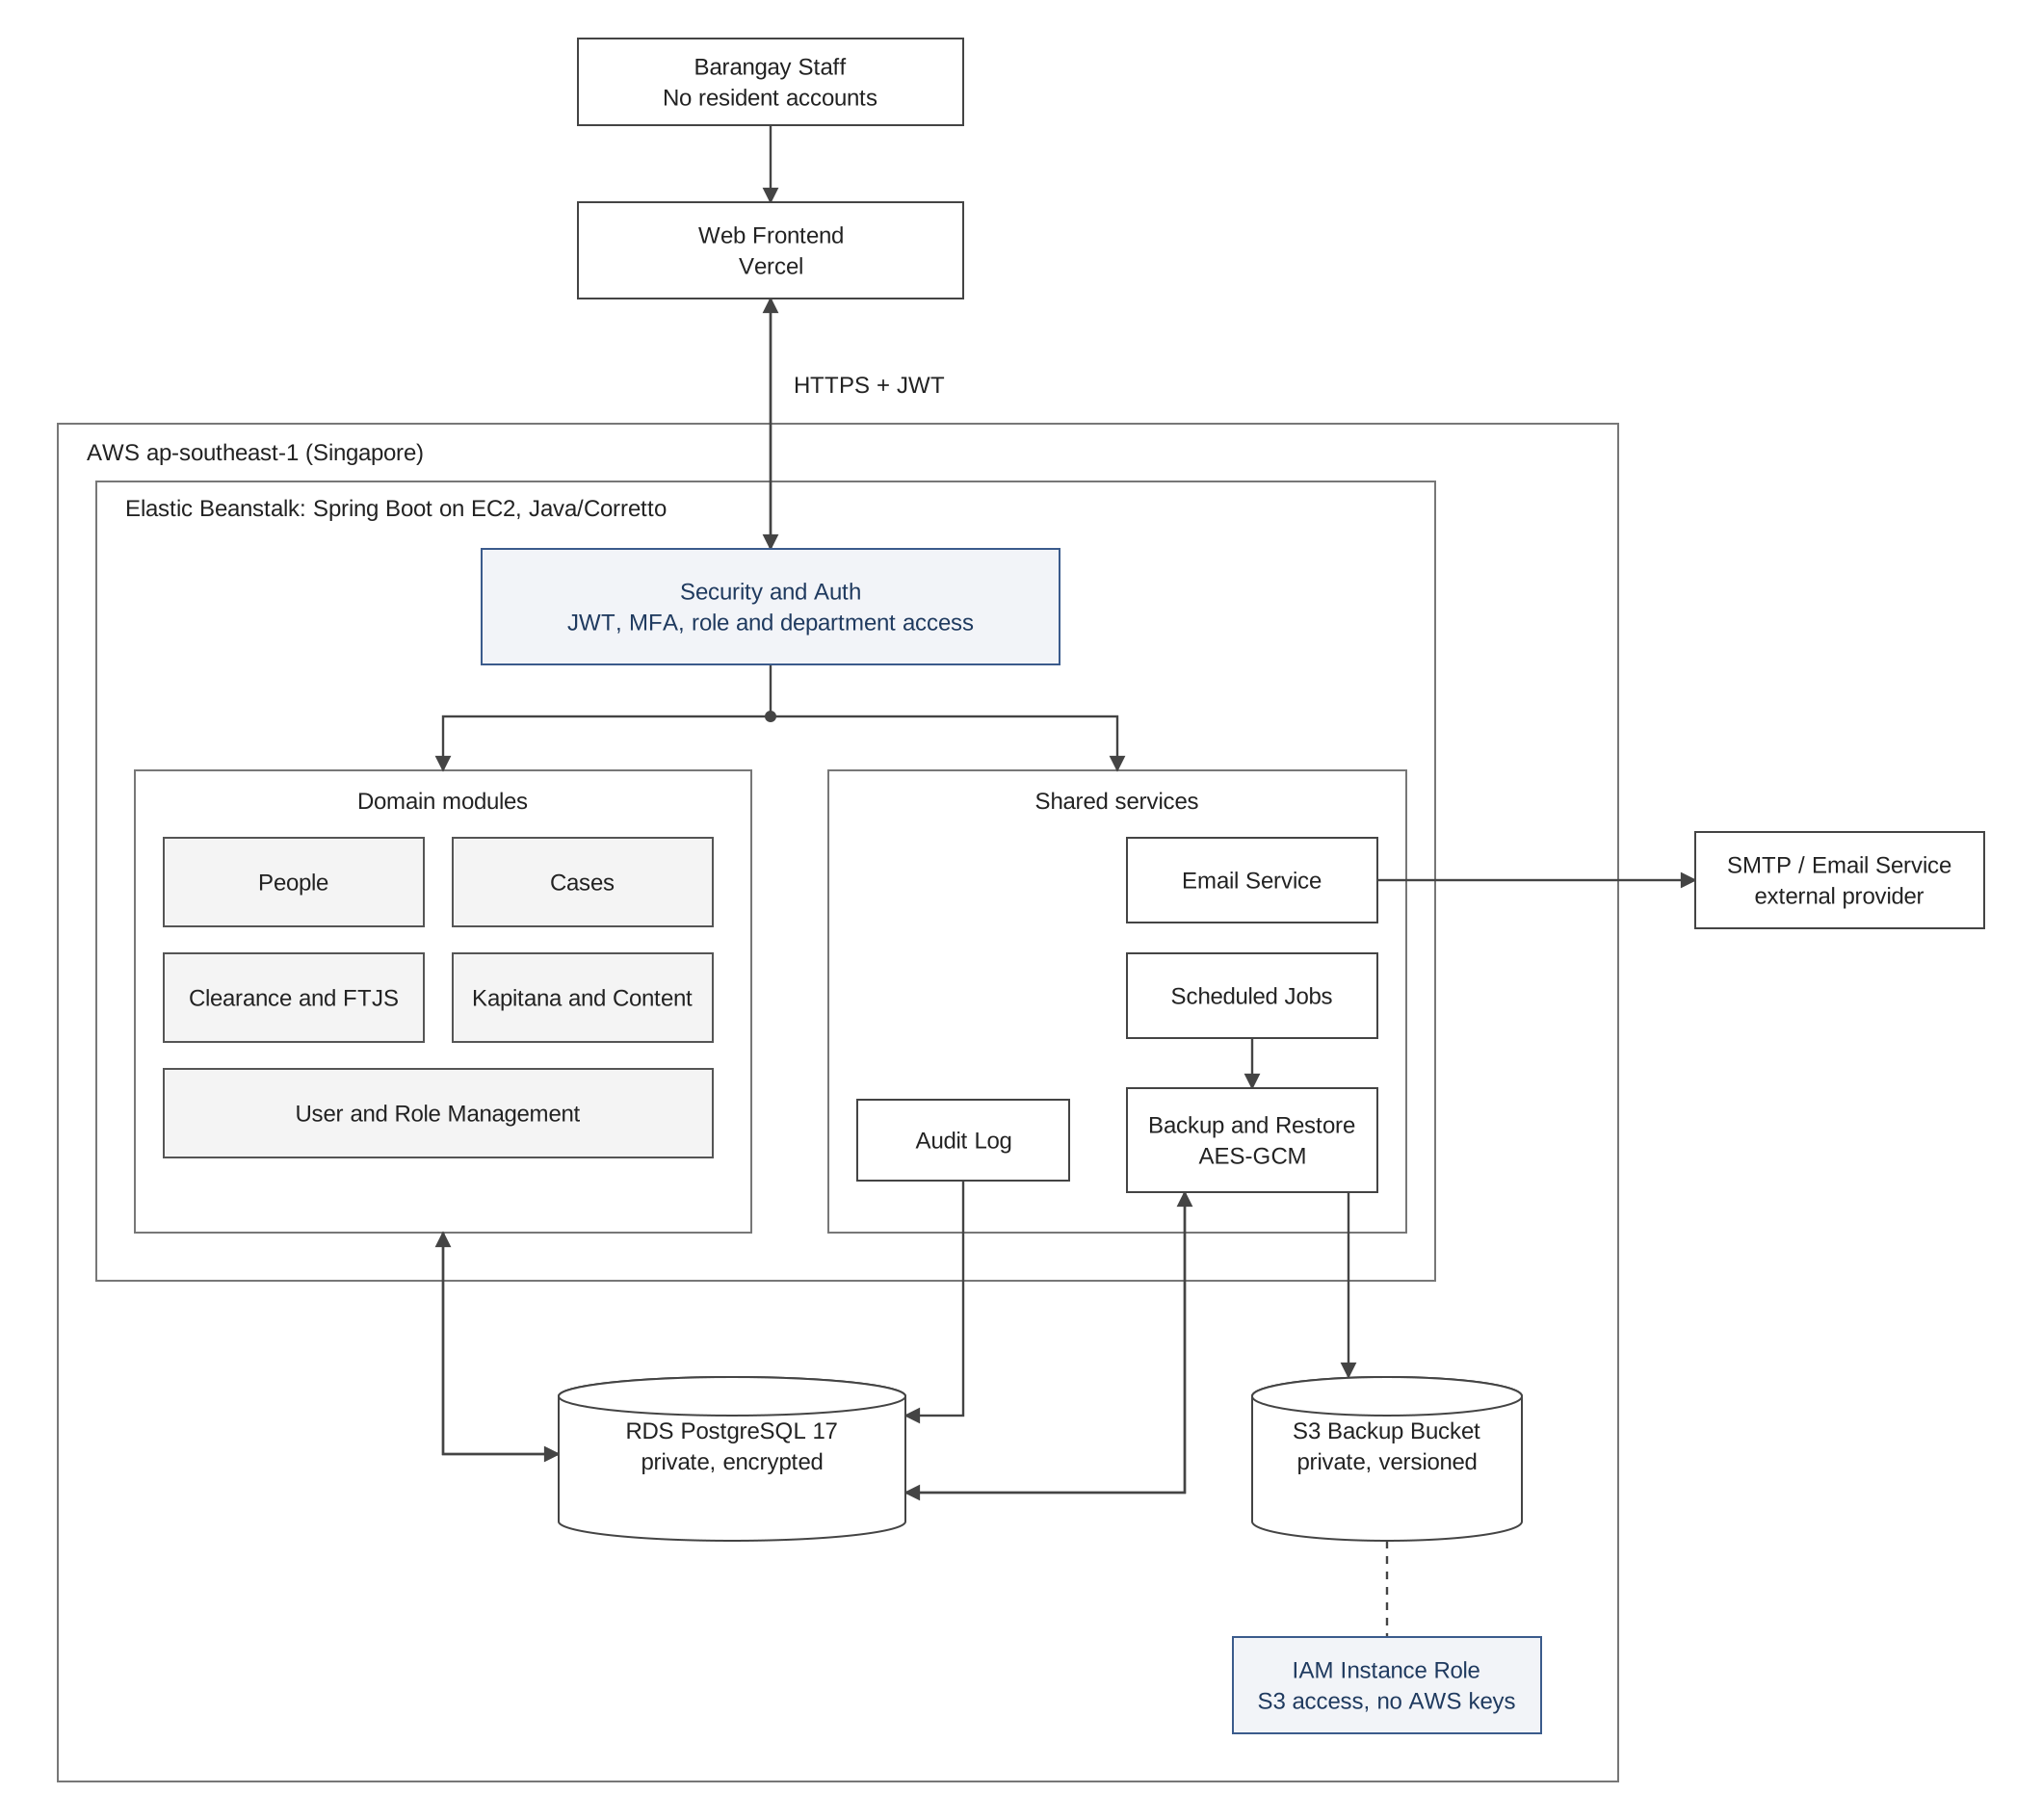 Barangay Staff
No resident accounts
Web Frontend
Vercel
HTTPS + JWT
AWS ap-southeast-1 (Singapore)
Elastic Beanstalk: Spring Boot on EC2, Java/Corretto
Security and Auth
JWT, MFA, role and department access
Domain modules
People
Cases
Clearance and FTJS
Kapitana and Content
User and Role Management
Shared services
Email Service
Scheduled Jobs
Backup and Restore
AES-GCM
Audit Log
SMTP / Email Service
external provider
RDS PostgreSQL 17
private, encrypted
S3 Backup Bucket
private, versioned
IAM Instance Role
S3 access, no AWS keys